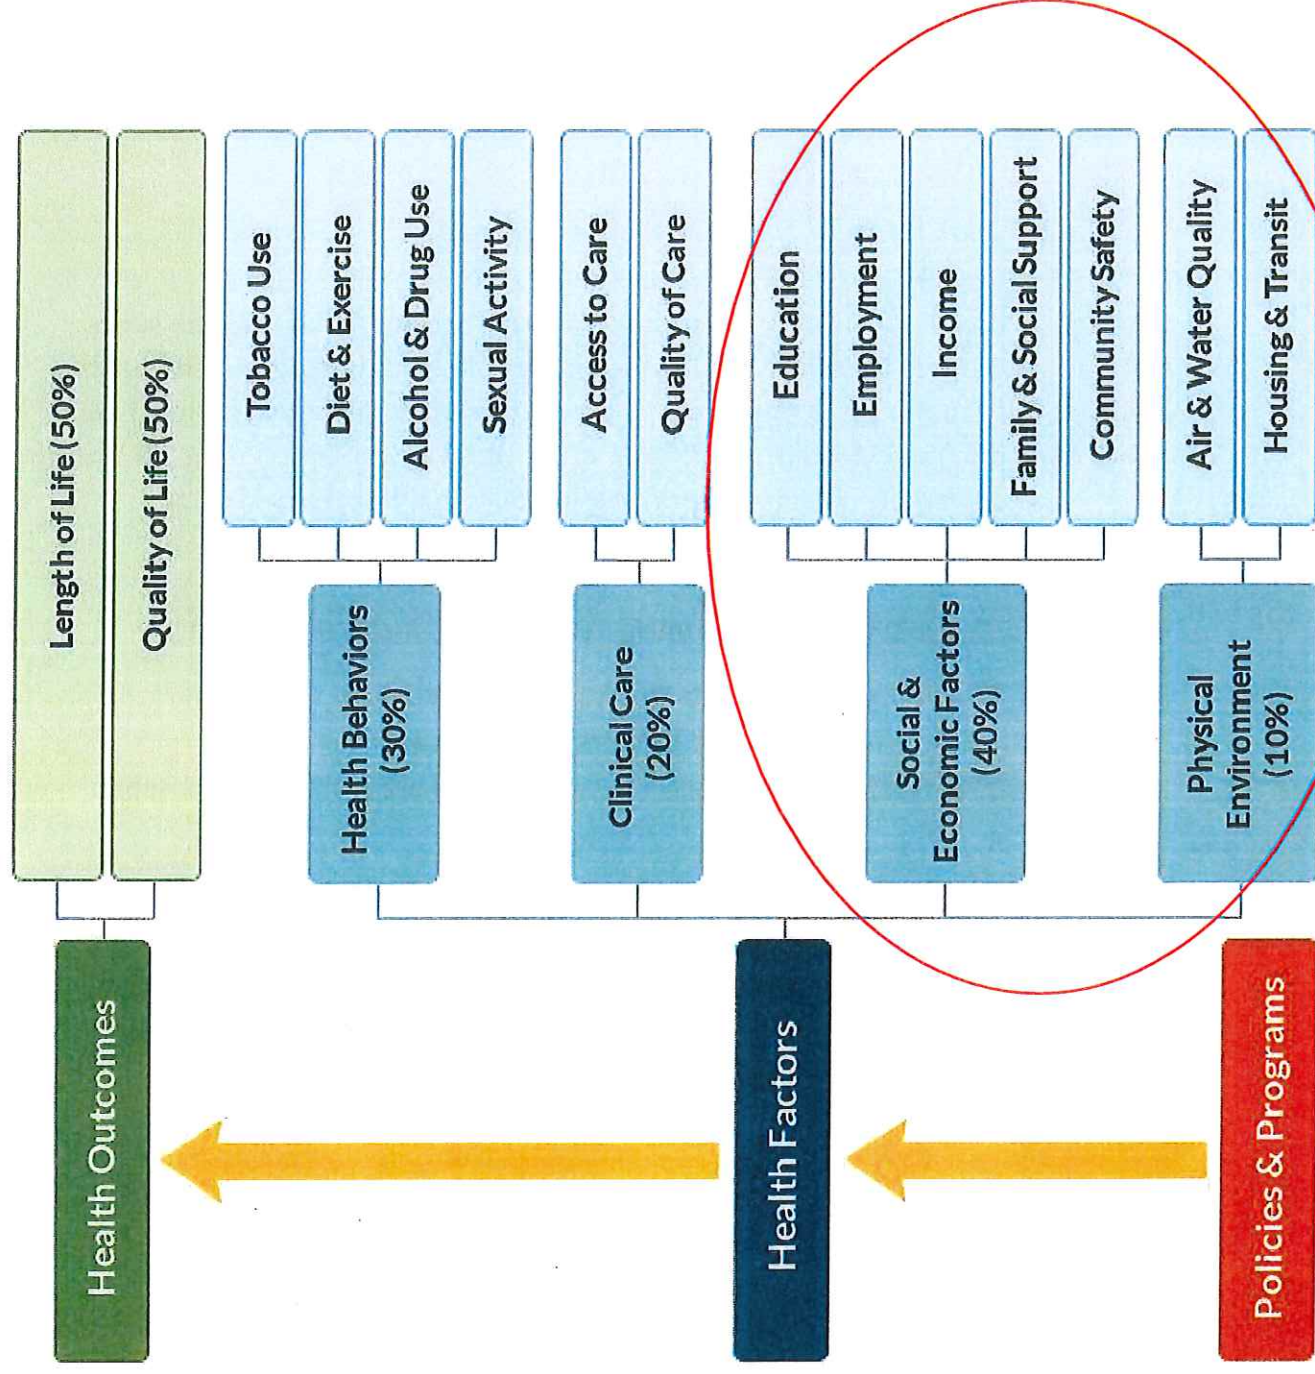 Health Outcomes
Length of Life (50%)
Quality of Life (50%)
Health Factors
Health Behaviors
(30%)
Tobacco Use
Diet & Exercise
Alcohol & Drug Use
Sexual Activity
Clinical Care
(20%)
Access to Care
Quality of Care
Social &
Economic Factors
(40%)
Education
Employment
Income
Family & Social Support
Community Safety
Physical
Environment
(10%)
Air & Water Quality
Housing & Transit
Policies & Programs